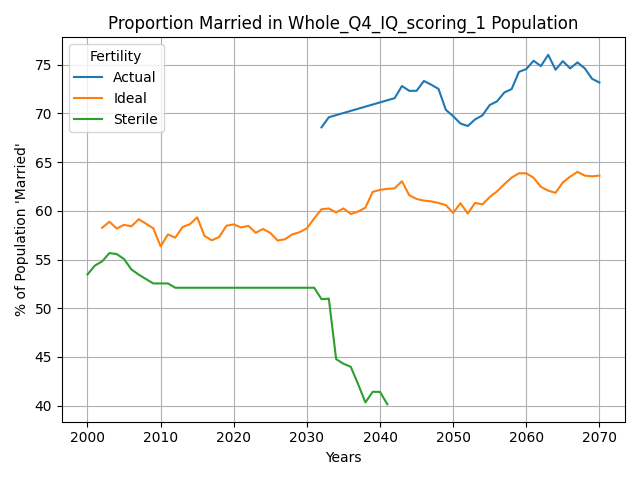 Proportion Married in Whole_Q4_IQ_scoring_1 Population
% of Population 'Married'
75
70
65
60
55
50
45
40
Fertility
Actual
Ideal
Sterile
2000 2010 2020 2030 2040 2050 2060 2070
Years